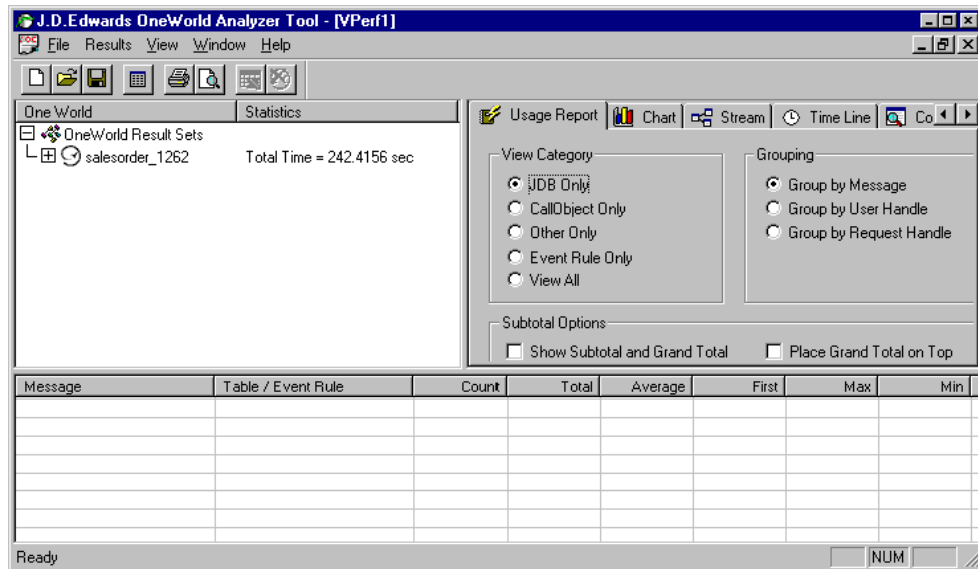 J.D.Edwards OneWorld Analyzer Tool - [VPerf1]
File Results View Window Help
One World Statistics
OneWorld Result Sets
salesorder_1262 Total Time = 242.4156 sec
Usage Report Chart Stream Time Line Co
View Category
JDB Only
CallObject Only
Other Only
Event Rule Only
View All
Grouping
Group by Message
Group by User Handle
Group by Request Handle
Subtotal Options
Show Subtotal and Grand Total Place Grand Total on Top
Message Table / Event Rule Count Total Average First Max Min
Ready NUM